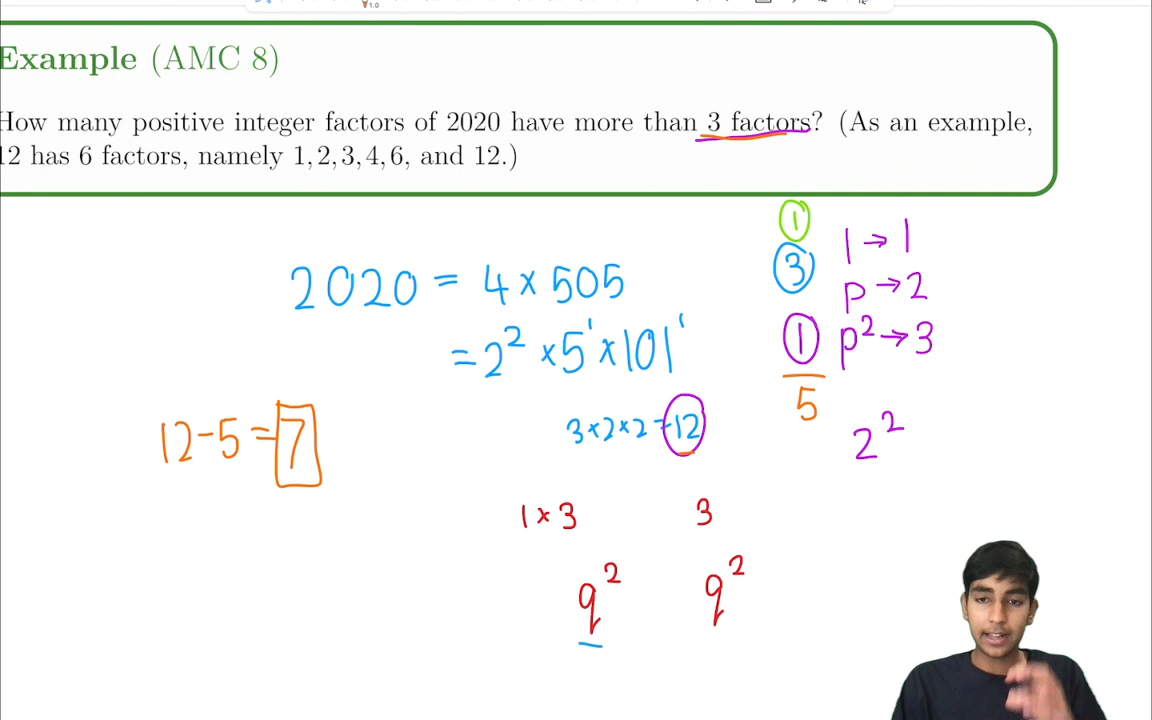 Example (AMC 8)
How many positive integer factors of 2020 have more than 3 factors? (As an example,
12 has 6 factors, namely 1, 2, 3, 4, 6, and 12.)
1
3
1 → 1
p → 2
1
p² → 3
5
2²
2020 = 4 × 505
= 2² × 5¹ × 101¹
3×2×2 = 12
12 - 5 = 7
1 × 3
3
q²
q²